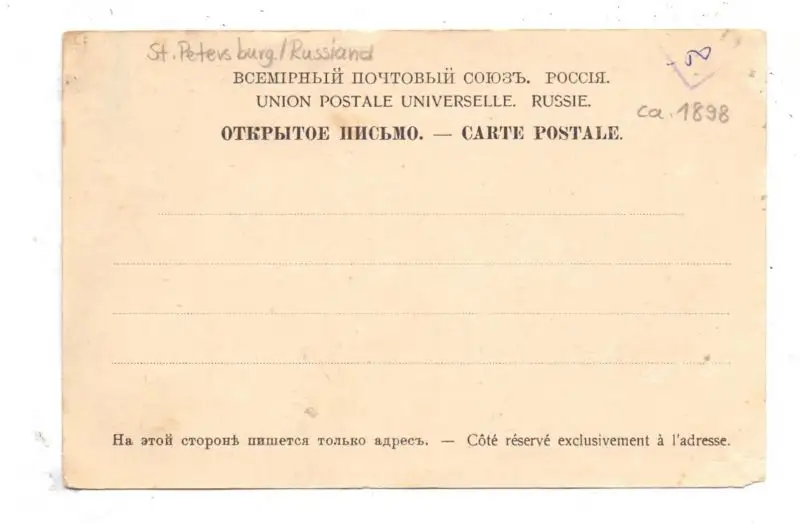 St. Petersburg / Russland
ВСЕМІРНЫЙ ПОЧТОВЫЙ СОЮЗЪ. РОССІЯ.
UNION POSTALE UNIVERSELLE. RUSSIE.
ca. 1898
ОТКРЫТОЕ ПИСЬМО. — CARTE POSTALE.
На этой сторонѣ пишется только адресъ. — Côté réservé exclusivement à l'adresse.